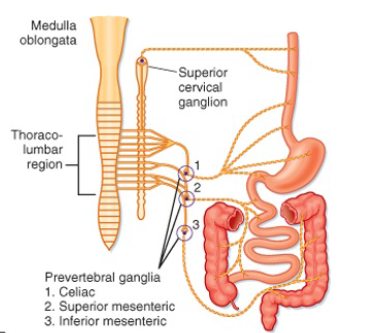 Medulla
oblongata
Superior
cervical
ganglion
Thoraco-
lumbar
region
1
2
3
Prevertebral ganglia
1. Celiac
2. Superior mesenteric
3. Inferior mesenteric